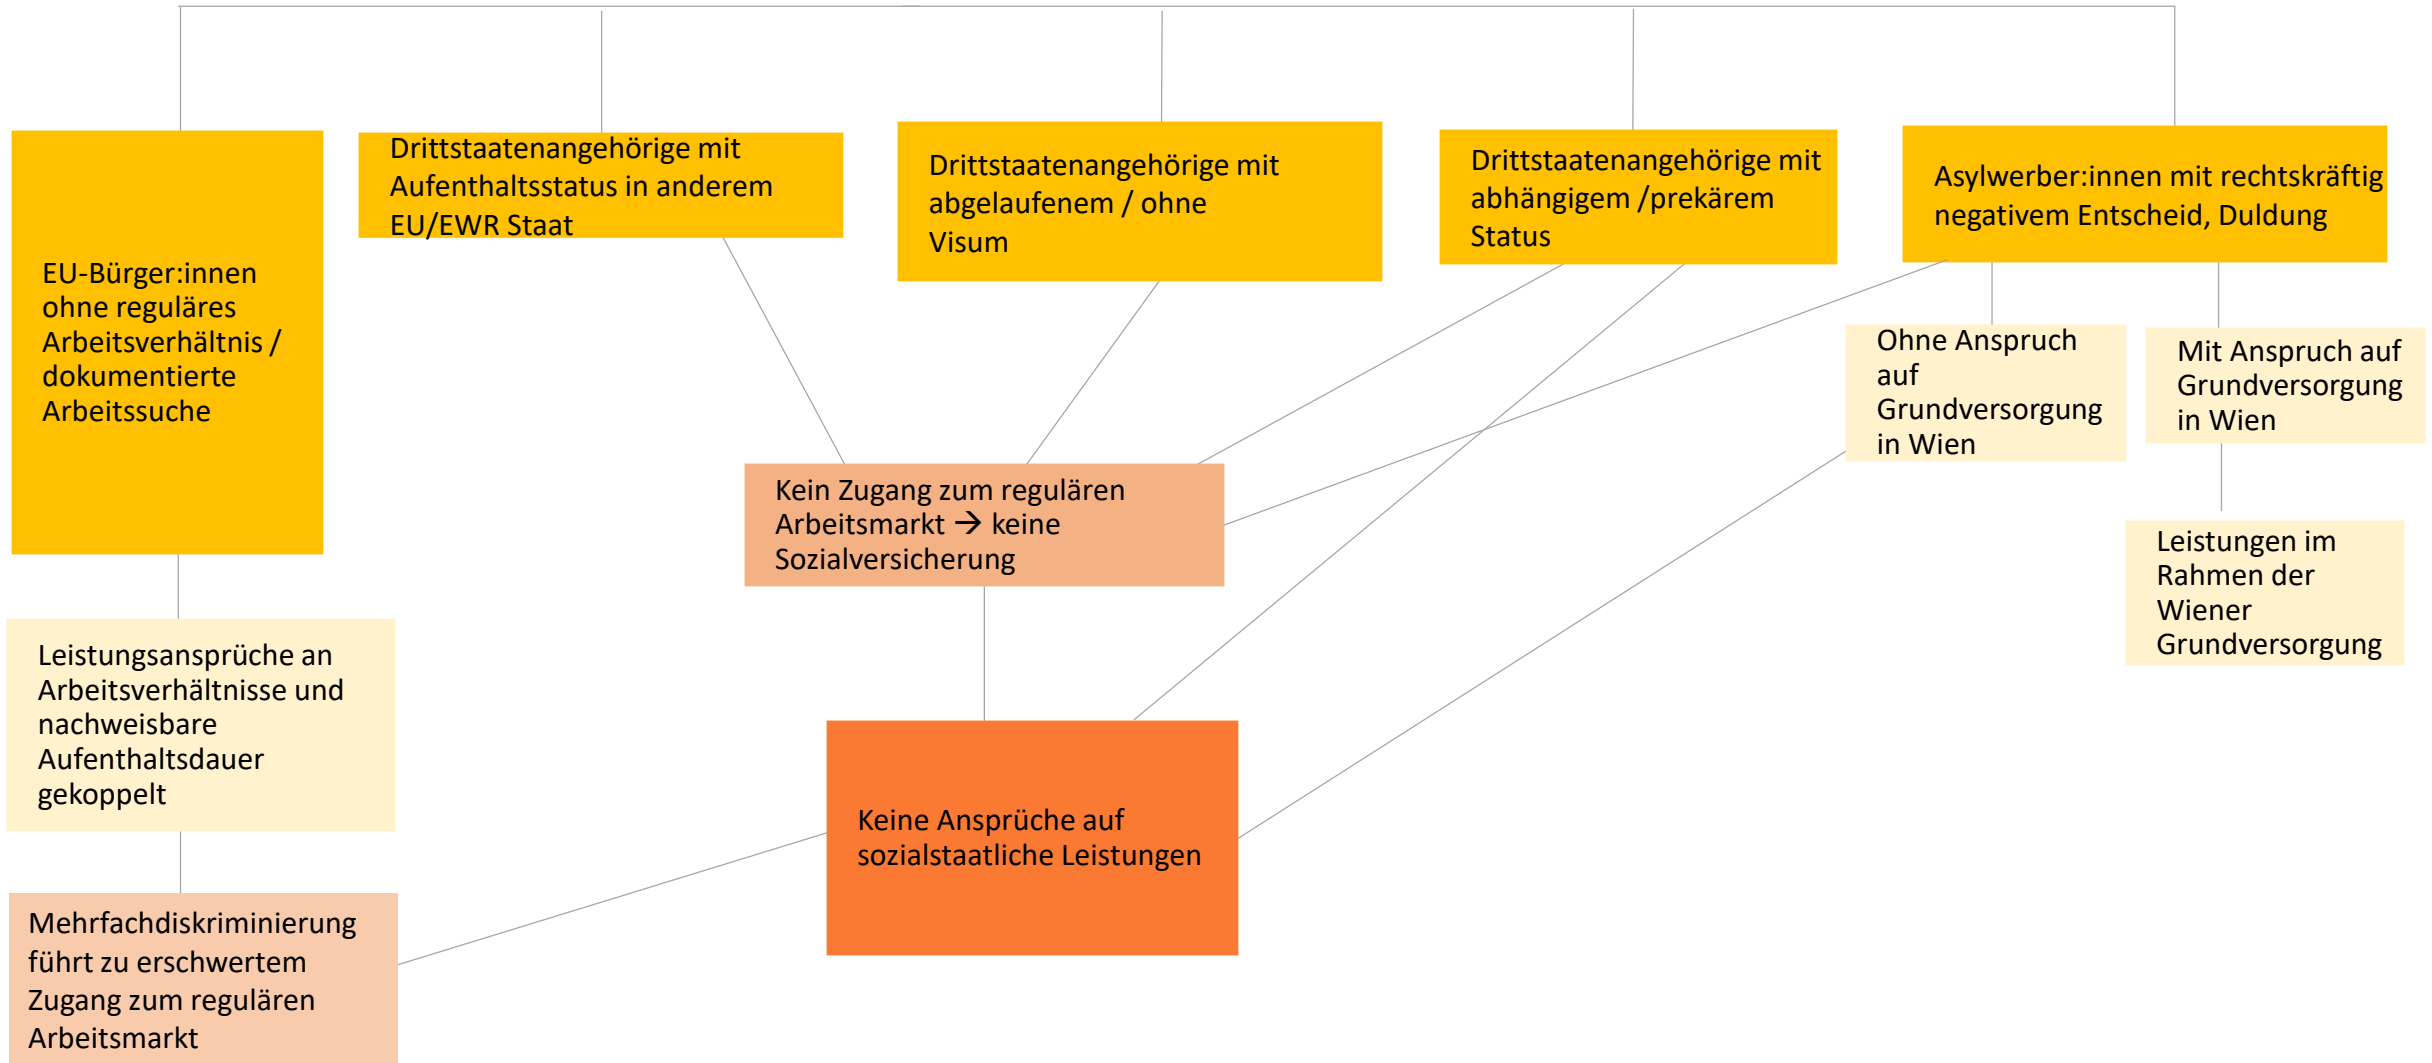 EU-Bürger:innen
ohne reguläres
Arbeitsverhältnis /
dokumentierte
Arbeitssuche
Drittstaatenangehörige mit
Aufenthaltsstatus in anderem
EU/EWR Staat
Drittstaatenangehörige mit
abgelaufenem / ohne
Visum
Drittstaatenangehörige mit
abhängigem /prekärem
Status
Asylwerber:innen mit rechtskräftig
negativem Entscheid, Duldung
Ohne Anspruch
auf
Grundversorgung
in Wien
Mit Anspruch auf
Grundversorgung
in Wien
Kein Zugang zum regulären
Arbeitsmarkt → keine
Sozialversicherung
Leistungen im
Rahmen der
Wiener
Grundversorgung
Leistungsansprüche an
Arbeitsverhältnisse und
nachweisbare
Aufenthaltsdauer
gekoppelt
Keine Ansprüche auf
sozialstaatliche Leistungen
Mehrfachdiskriminierung
führt zu erschwertem
Zugang zum regulären
Arbeitsmarkt